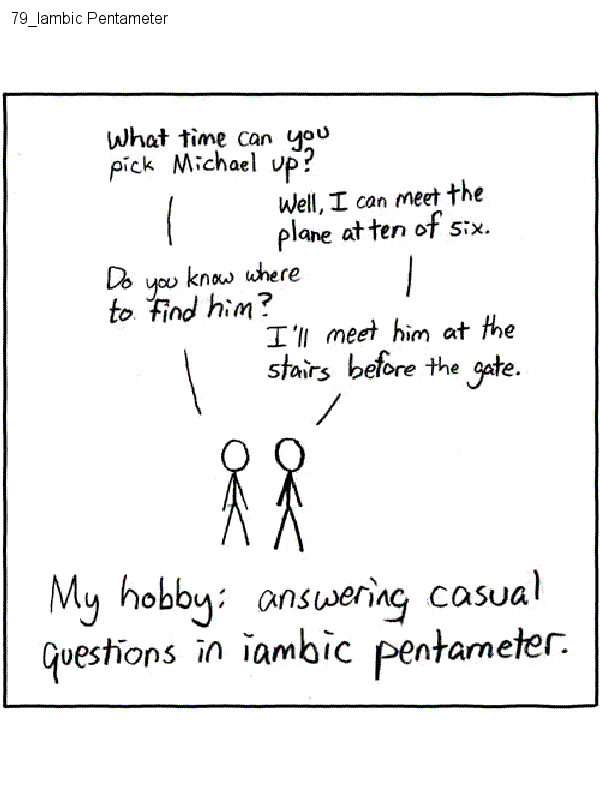 79_Iambic Pentameter
What time can you
pick Michael up?
Well, I can meet the
plane at ten of six.
Do you know where
to find him?
I'll meet him at the
stairs before the gate.
My hobby: answering casual
questions in iambic pentameter.